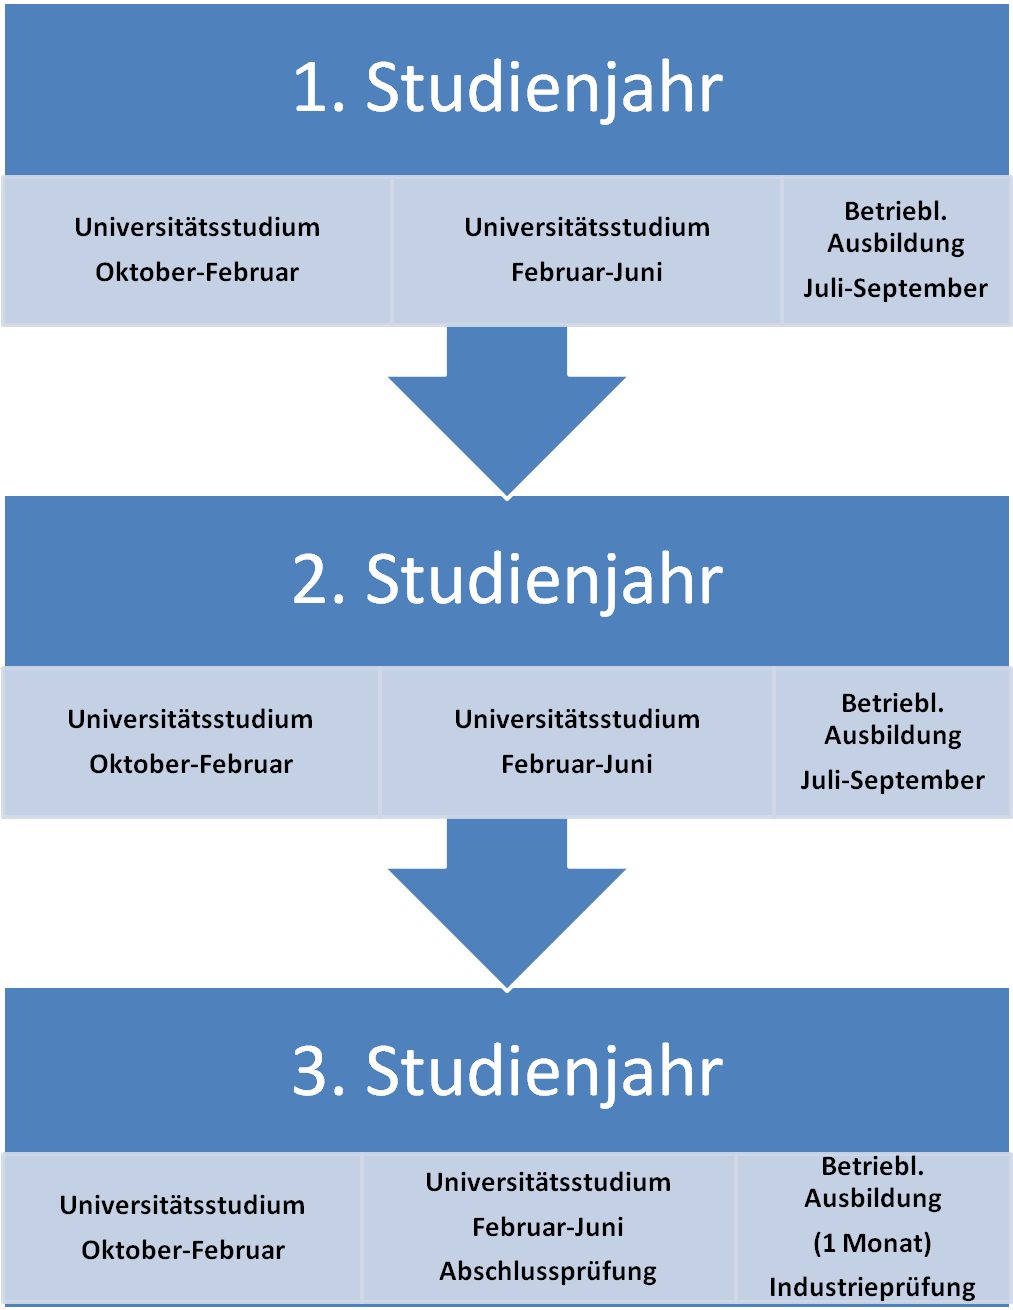 1. Studienjahr
Universitätsstudium
Oktober-Februar
Universitätsstudium
Februar-Juni
Betriebl.
Ausbildung
Juli-September
2. Studienjahr
Universitätsstudium
Oktober-Februar
Universitätsstudium
Februar-Juni
Betriebl.
Ausbildung
Juli-September
3. Studienjahr
Universitätsstudium
Oktober-Februar
Universitätsstudium
Februar-Juni
Abschlussprüfung
Betriebl.
Ausbildung
(1 Monat)
Industrieprüfung